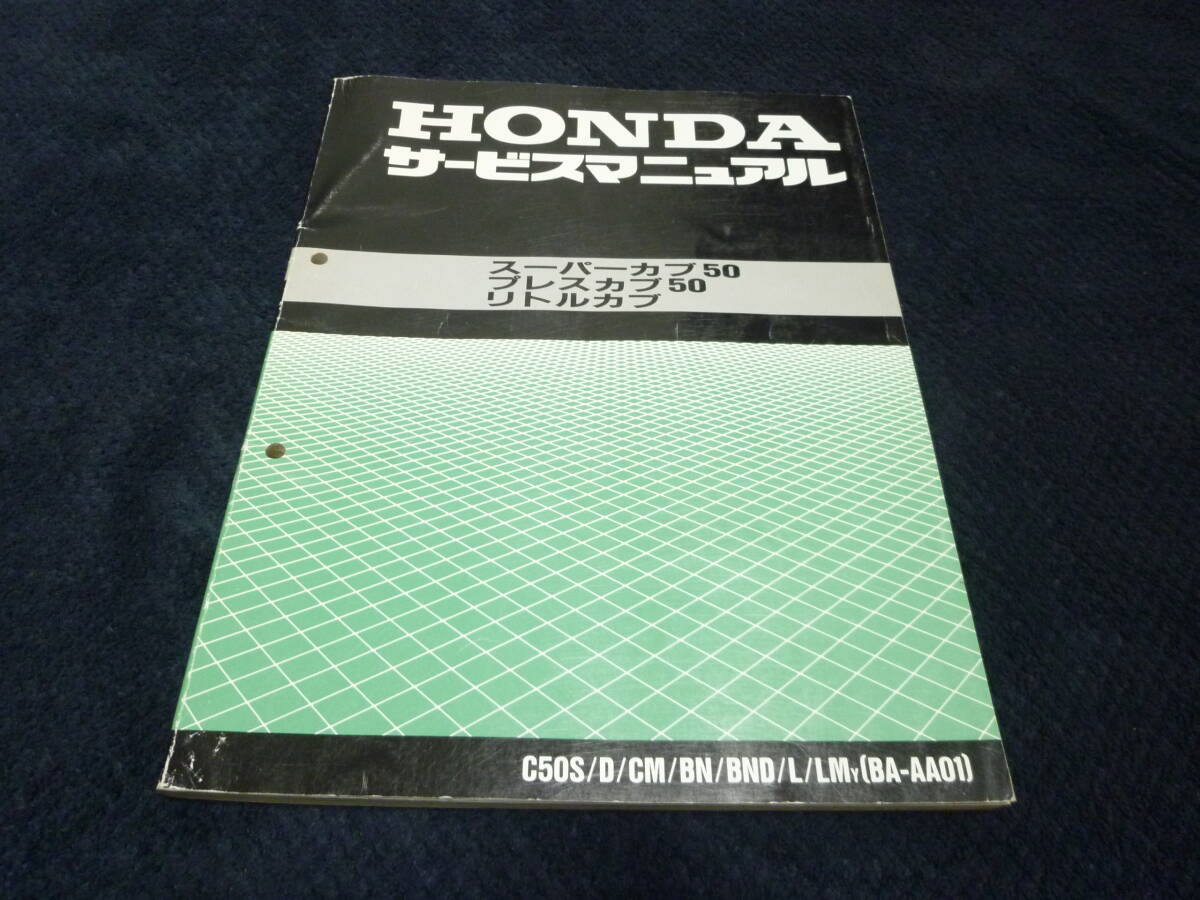 HONDA
サービスマニュアル
スーパーカブ50
プレスカブ50
リトルカブ
C50S/D/CM/BN/BND/L/LMY(BA-AA01)